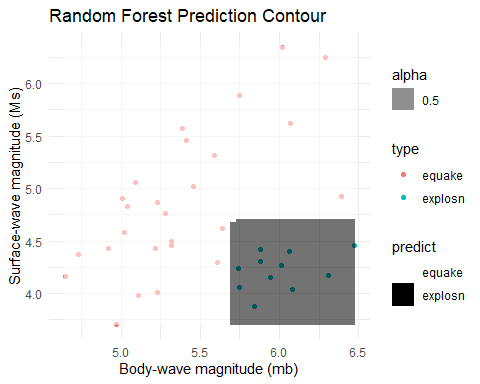 Random Forest Prediction Contour
Surface-wave magnitude (Ms)
6.0
5.5
5.0
4.5
4.0
5.0 5.5 6.0 6.5
Body-wave magnitude (mb)
alpha
0.5
type
equake
explosn
predict
equake
explosn